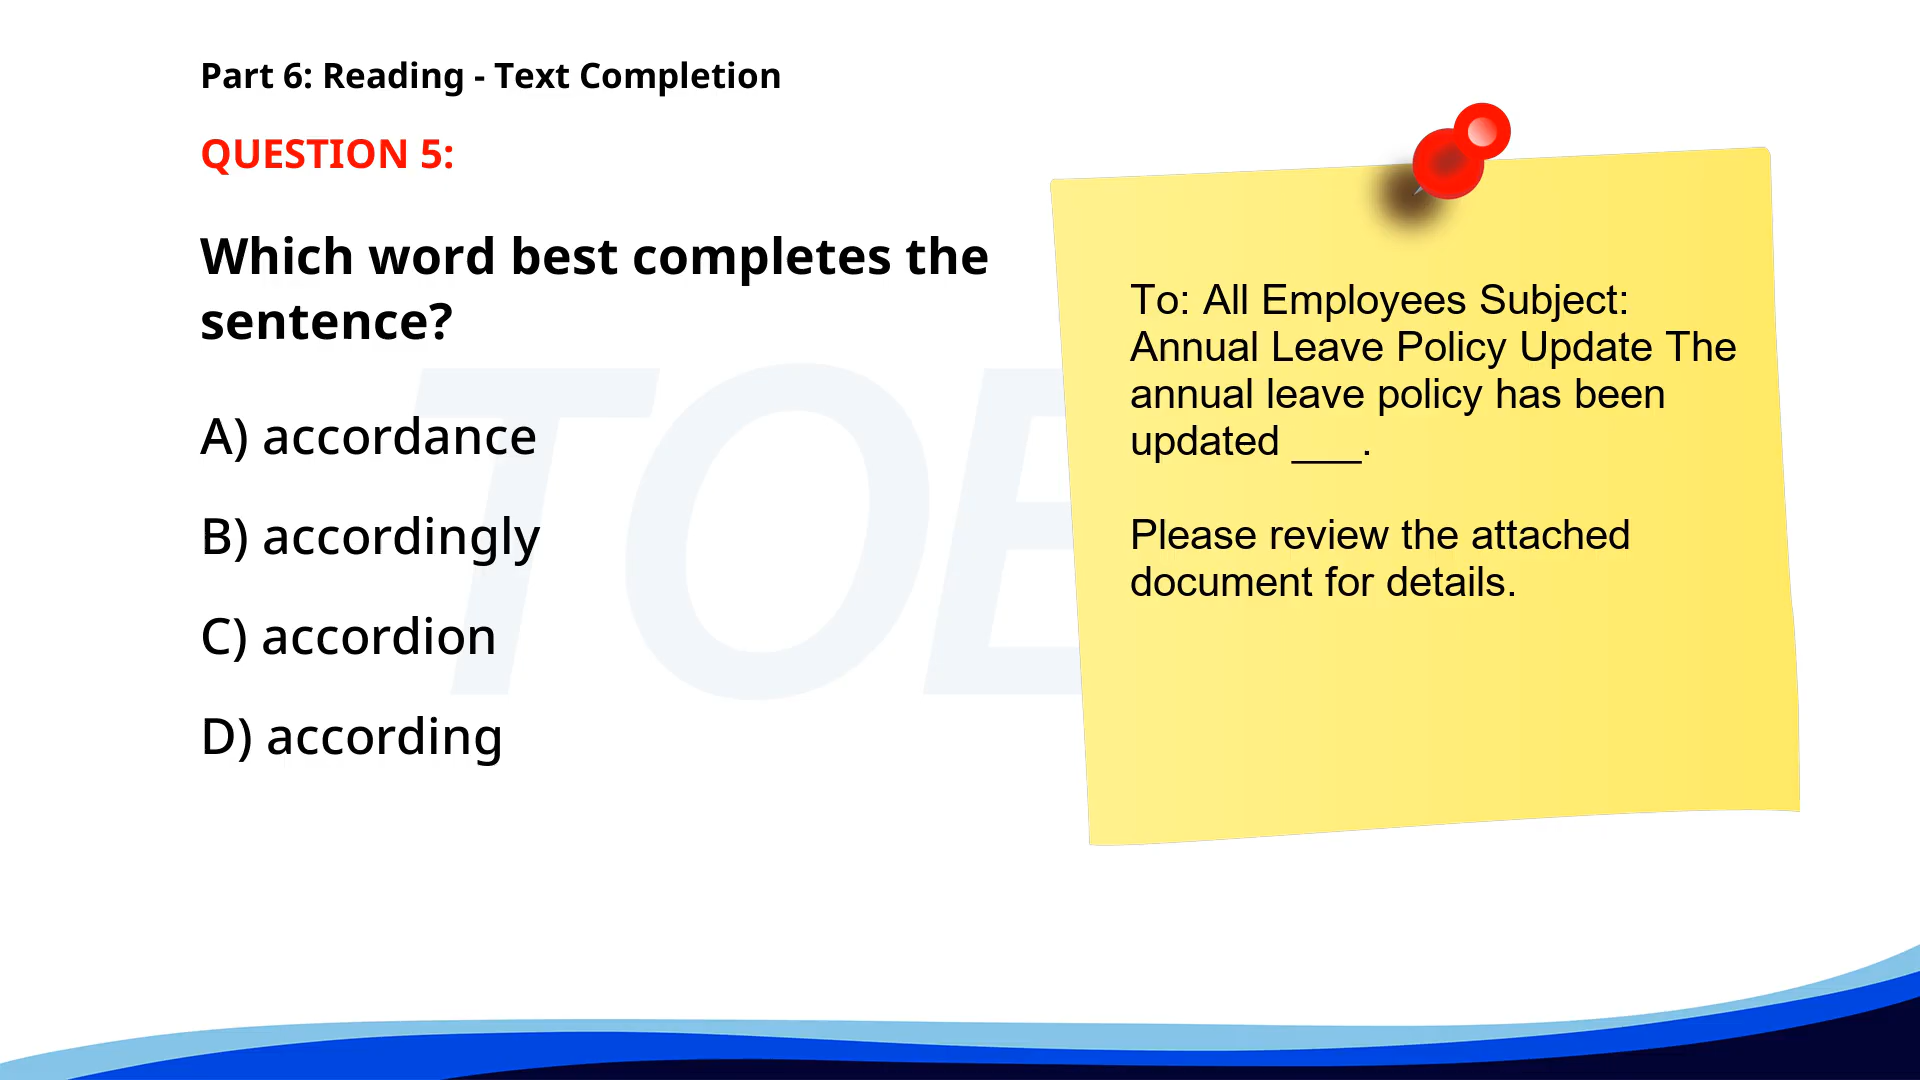 Part 6: Reading - Text Completion
QUESTION 5:
Which word best completes the
sentence?
A) accordance
B) accordingly
C) accordion
D) according
To: All Employees Subject:
Annual Leave Policy Update The
annual leave policy has been
updated ___.
Please review the attached
document for details.